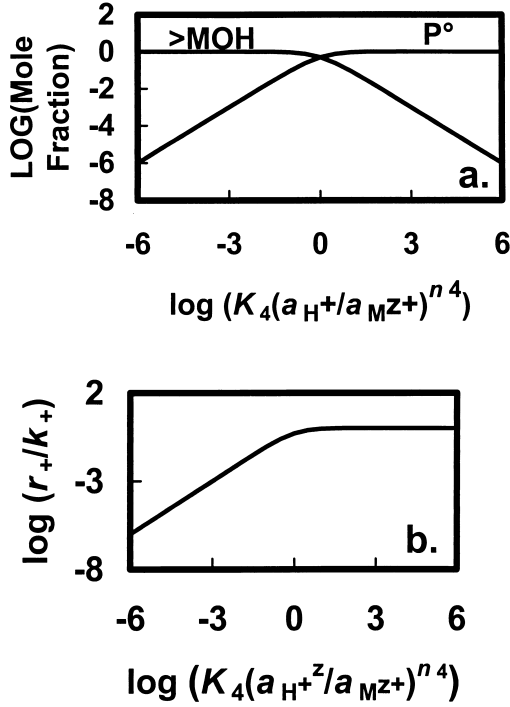 2
0
-2
-4
-6
-8
LOG(Mole
Fraction)
>MOH
P°
a.
-6 -3 0 3 6
log (K4(aH+/aMz+)n4)
2
-3
-8
log (r+/k+)
b.
-6 -3 0 3 6
log (K4(aH+z/aMz+)n4)